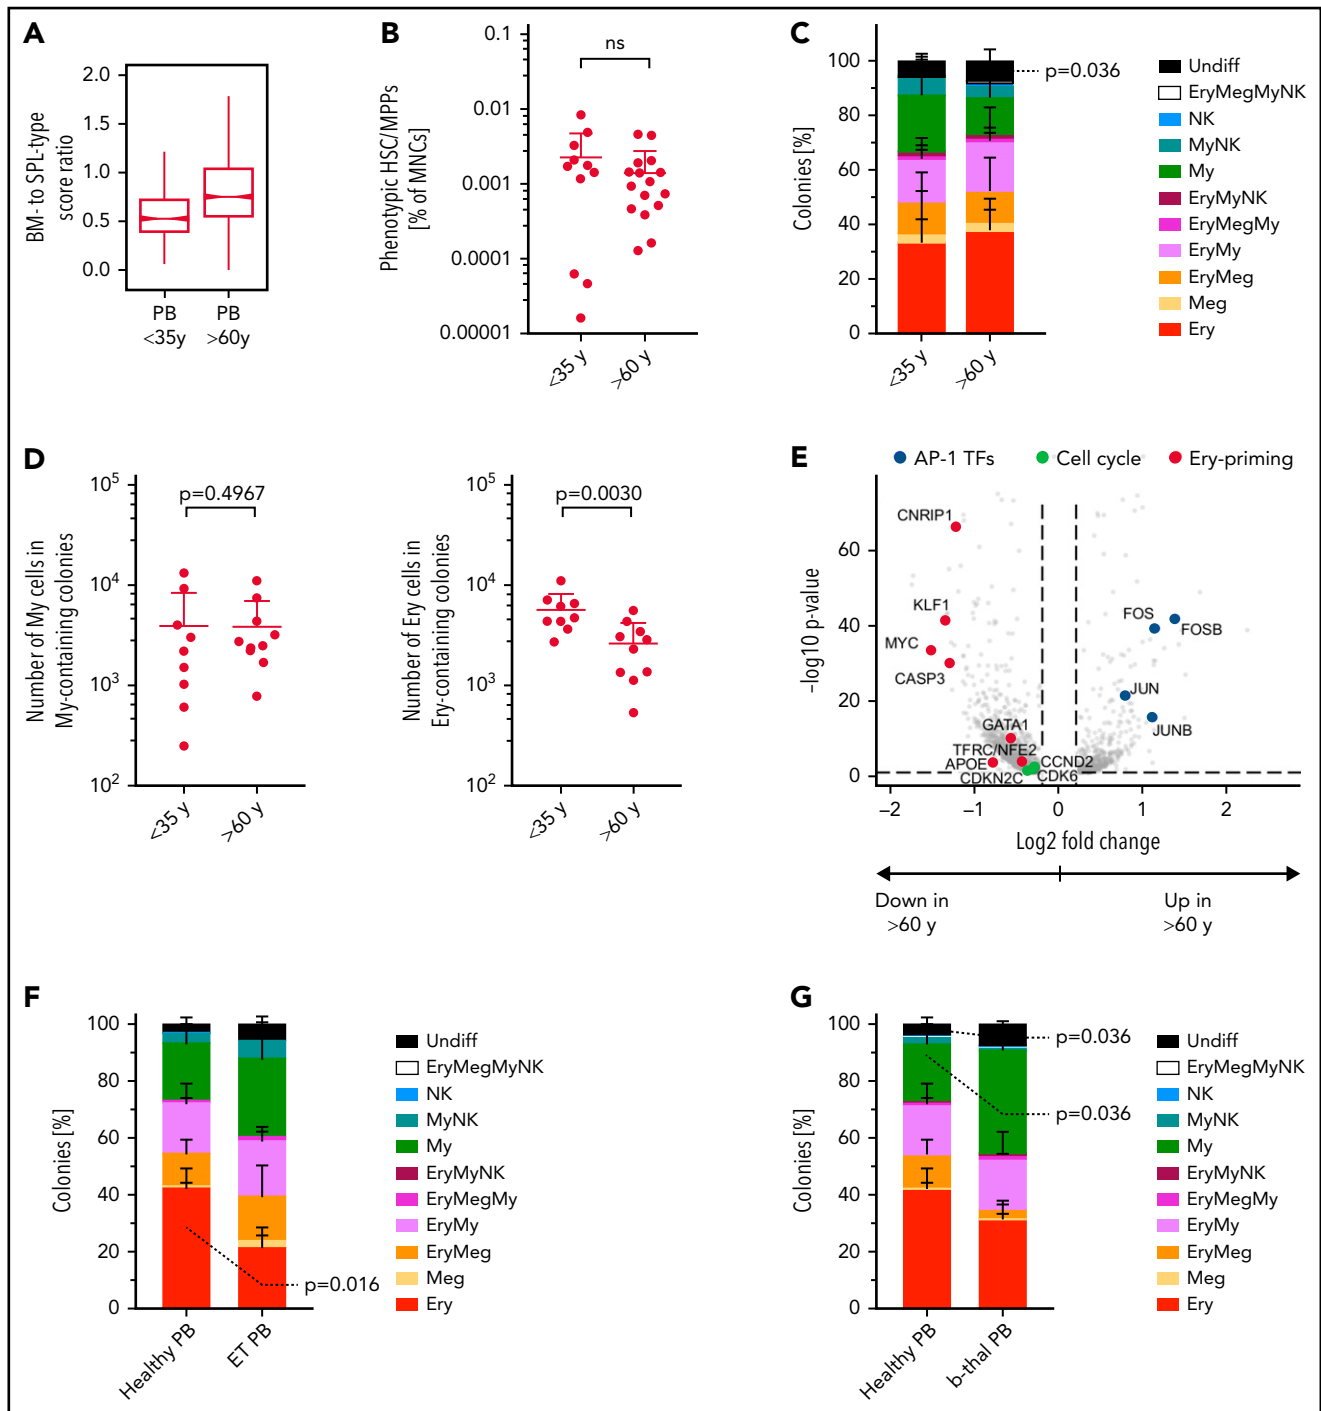 A
BM- to SPL-type
score ratio
2.0
1.5
1.0
0.5
0.0
PB
<35y
PB
>60y
B
Phenotypic HSC/MPPs
[% of MNCs]
0.1
0.01
0.001
0.0001
0.00001
ns
<35 y
>60 y
C
Colonies [%]
100
80
60
40
20
0
p=0.036
<35 y
>60 y
Undiff
EryMegMyNK
NK
MyNK
My
EryMyNK
EryMegMy
EryMy
EryMeg
Meg
Ery
D
Number of My cells in
My-containing colonies
10^5
10^4
10^3
10^2
p=0.4967
<35 y
>60 y
Number of Ery cells in
Ery-containing colonies
10^5
10^4
10^3
10^2
p=0.0030
<35 y
>60 y
E
AP-1 TFs
Cell cycle
Ery-priming
−log10 p-value
60
40
20
0
CNRIP1
KLF1
MYC
CASP3
GATA1
TFRC/NFE2
APOE
CDKN2C
CCND2
CDK6
FOS
FOSB
JUN
JUNB
−2
−1
0
1
2
Log2 fold change
Down in
>60 y
Up in
>60 y
F
Colonies [%]
100
80
60
40
20
0
p=0.016
Healthy PB
ET PB
Undiff
EryMegMyNK
NK
MyNK
My
EryMyNK
EryMegMy
EryMy
EryMeg
Meg
Ery
G
Colonies [%]
100
80
60
40
20
0
p=0.036
p=0.036
Healthy PB
b-thal PB
Undiff
EryMegMyNK
NK
MyNK
My
EryMyNK
EryMegMy
EryMy
EryMeg
Meg
Ery